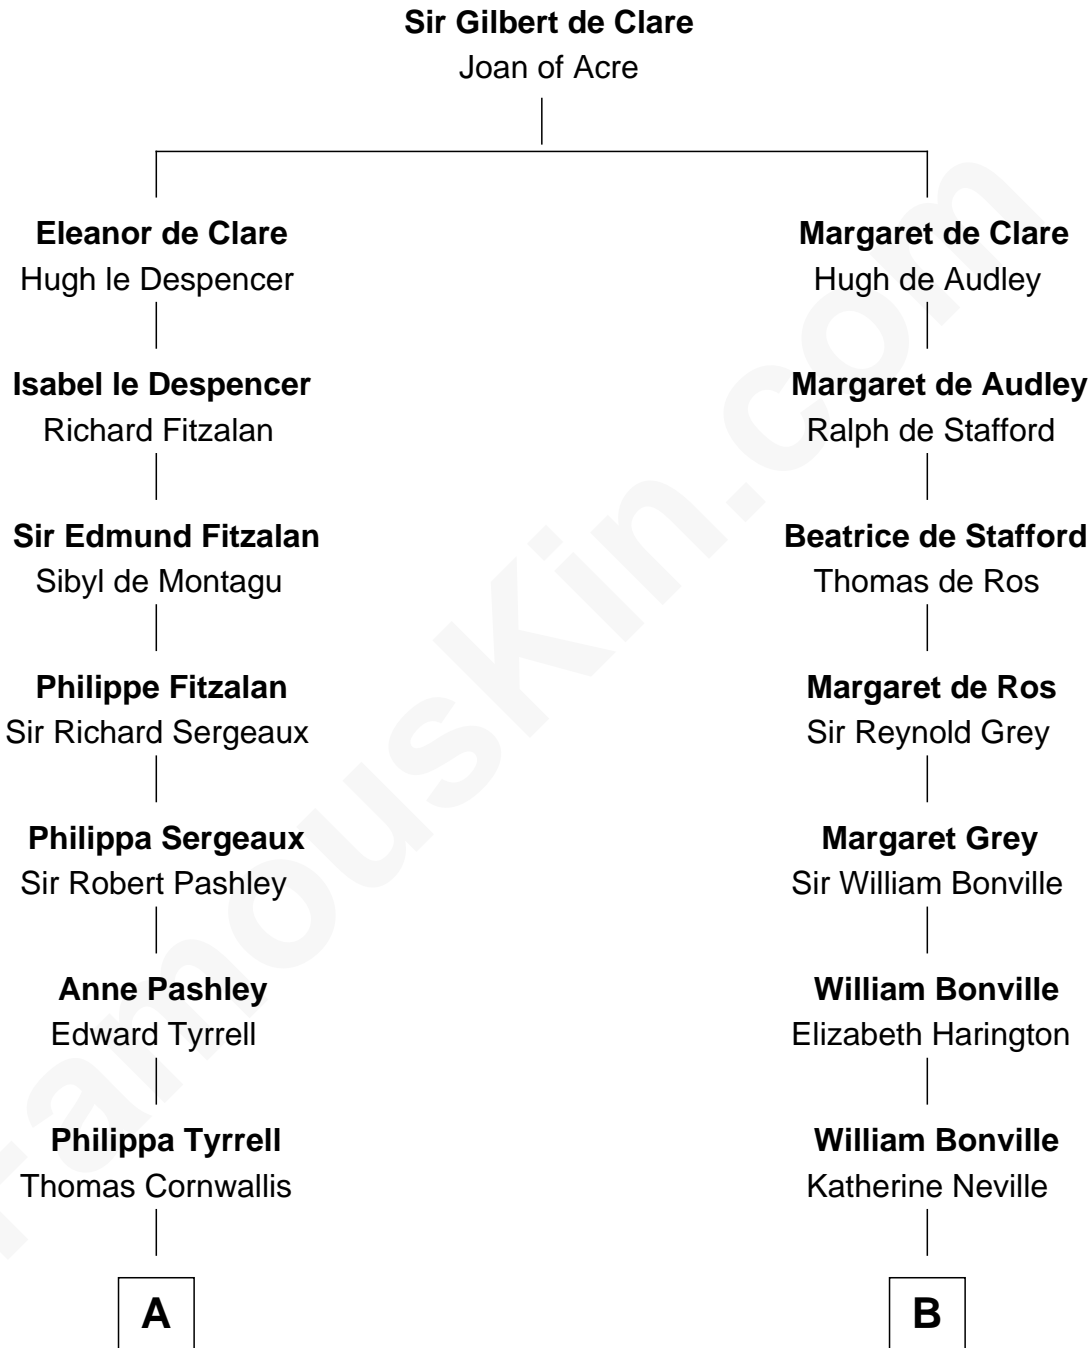 Sir Gilbert de Clare
Joan of Acre
Eleanor de Clare
Hugh le Despencer
Margaret de Clare
Hugh de Audley
Isabel le Despencer
Richard Fitzalan
Margaret de Audley
Ralph de Stafford
Sir Edmund Fitzalan
Sibyl de Montagu
Beatrice de Stafford
Thomas de Ros
Philippe Fitzalan
Sir Richard Sergeaux
Margaret de Ros
Sir Reynold Grey
Philippa Sergeaux
Sir Robert Pashley
Margaret Grey
Sir William Bonville
Anne Pashley
Edward Tyrrell
William Bonville
Elizabeth Harington
Philippa Tyrrell
Thomas Cornwallis
William Bonville
Katherine Neville
A
B
FamousKin.com